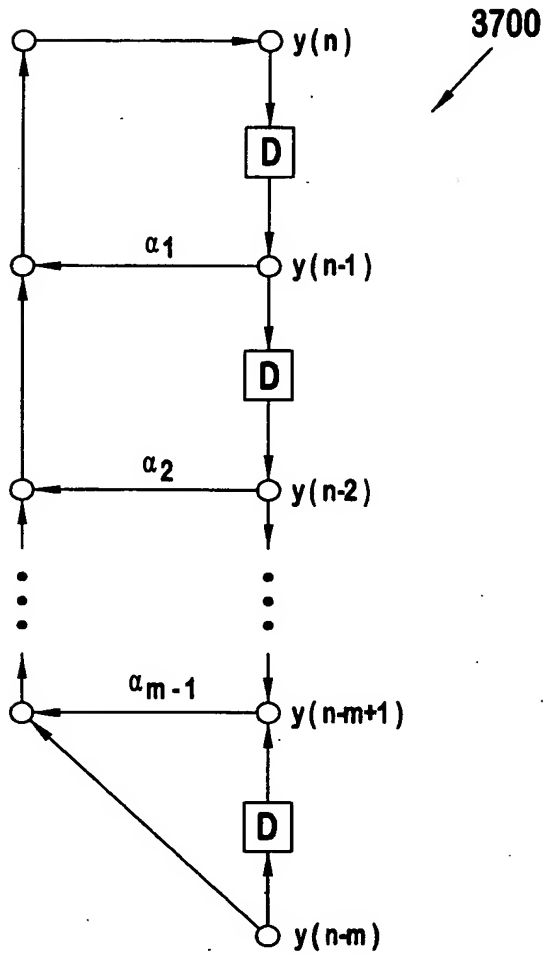 3700
y(n)
D
α1
y(n-1)
D
α2
y(n-2)
αm-1
y(n-m+1)
D
y(n-m)